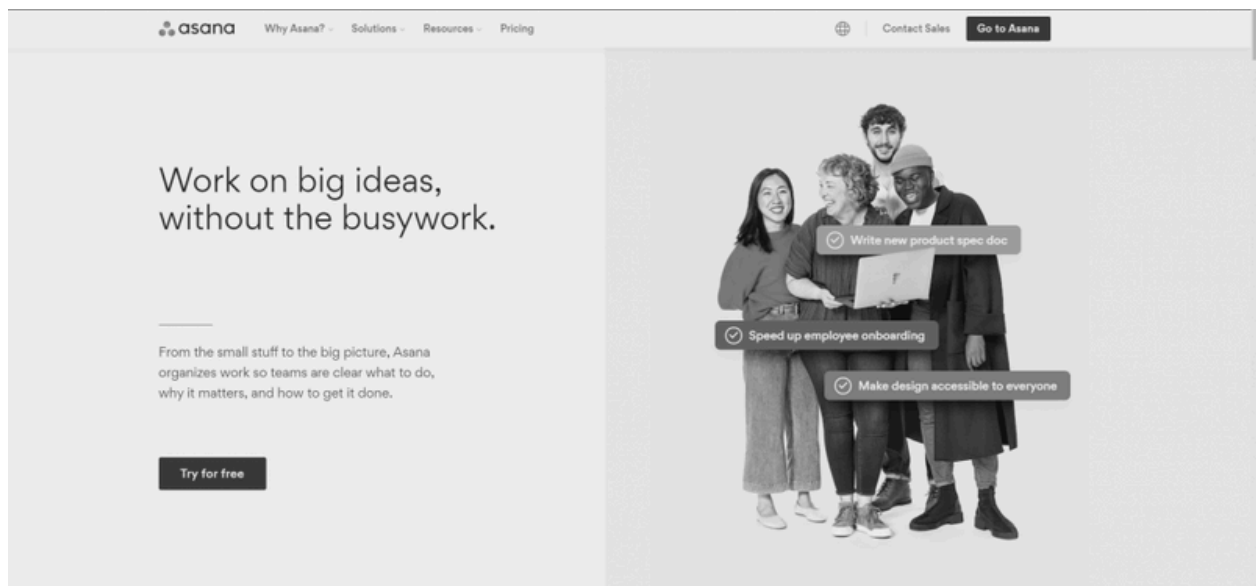 asana
Why Asana?
Solutions
Resources
Pricing
Contact Sales
Go to Asana
Work on big ideas,
without the busywork.
From the small stuff to the big picture, Asana
organizes work so teams are clear what to do,
why it matters, and how to get it done.
Try for free
Write new product spec doc
Speed up employee onboarding
Make design accessible to everyone